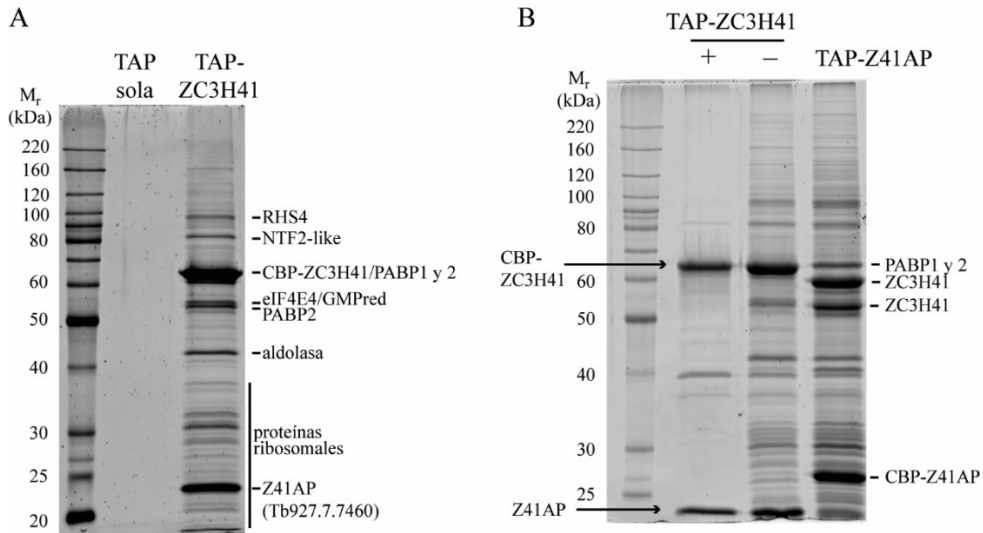 A
TAP
sola
TAP-
ZC3H41
Mr
(kDa)
220
160
120
100
80
60
50
40
30
25
20
RHS4
NTF2-like
CBP-ZC3H41/PABP1 y 2
eIF4E4/GMPred
PABP2
aldolasa
proteínas
ribosomales
Z41AP
(Tb927.7.7460)
B
TAP-ZC3H41
+ –
TAP-Z41AP
Mr
(kDa)
220
160
120
100
80
60
50
40
30
25
CBP-
ZC3H41
Z41AP
PABP1 y 2
ZC3H41
ZC3H41
CBP-Z41AP